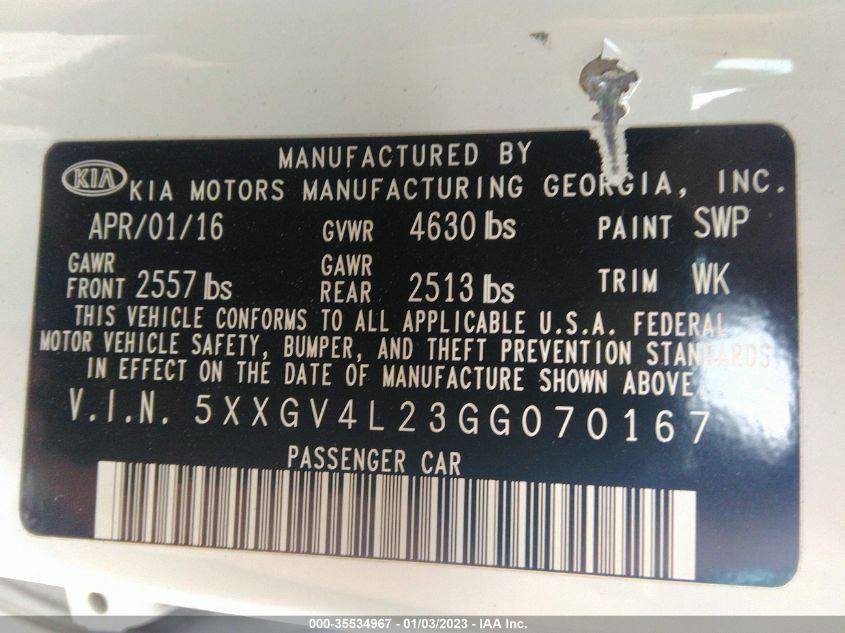 MANUFACTURED BY
KIA KIA MOTORS MANUFACTURING GEORGIA, INC.
APR/01/16 GVWR 4630 lbs PAINT SWP
GAWR FRONT 2557 lbs GAWR REAR 2513 lbs TRIM WK
THIS VEHICLE CONFORMS TO ALL APPLICABLE U.S.A. FEDERAL
MOTOR VEHICLE SAFETY, BUMPER, AND THEFT PREVENTION STANDARDS
IN EFFECT ON THE DATE OF MANUFACTURE SHOWN ABOVE.
V.I.N. 5XXGV4L23GG070167
PASSENGER CAR
000-35534967 - 01/03/2023 - IAA Inc.